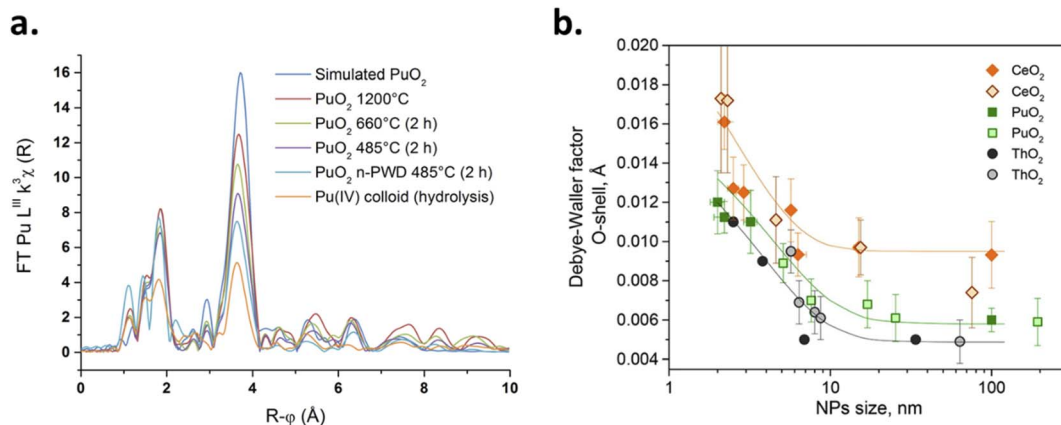 a.
FT Pu L^III k^3 χ (R)
16
14
12
10
8
6
4
2
0
Simulated PuO₂
PuO₂ 1200°C
PuO₂ 660°C (2 h)
PuO₂ 485°C (2 h)
PuO₂ n-PWD 485°C (2 h)
Pu(IV) colloid (hydrolysis)
0 2 4 6 8 10
R-φ (Å)
b.
Debye-Waller factor
O-shell, Å
0.020
0.018
0.016
0.014
0.012
0.010
0.008
0.006
0.004
CeO₂
CeO₂
PuO₂
PuO₂
ThO₂
ThO₂
1 10 100
NPs size, nm